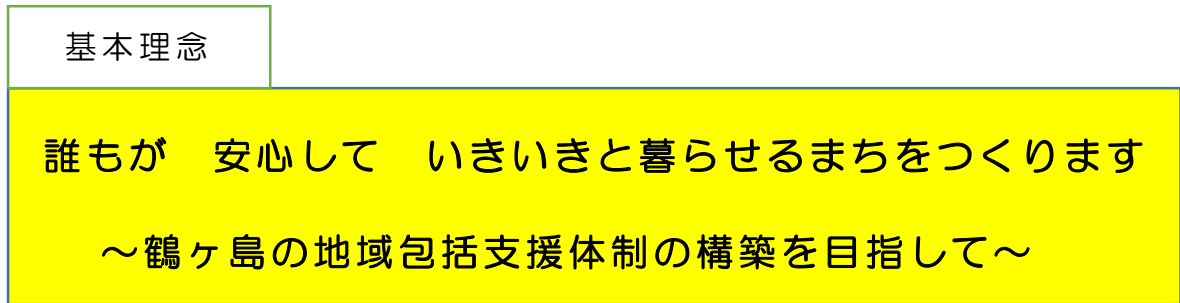 基本理念
誰もが　安心して　いきいきと暮らせるまちをつくります
～鶴ヶ島の地域包括支援体制の構築を目指して～